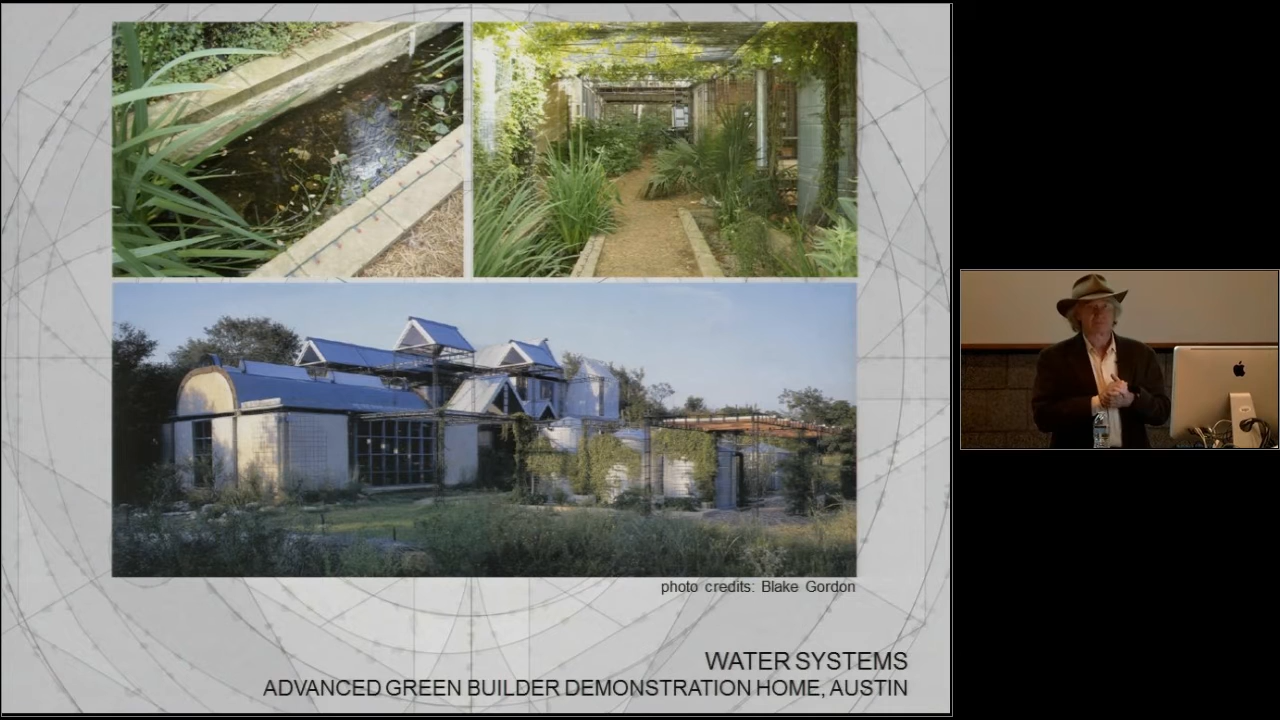 photo credits: Blake Gordon
WATER SYSTEMS
ADVANCED GREEN BUILDER DEMONSTRATION HOME, AUSTIN